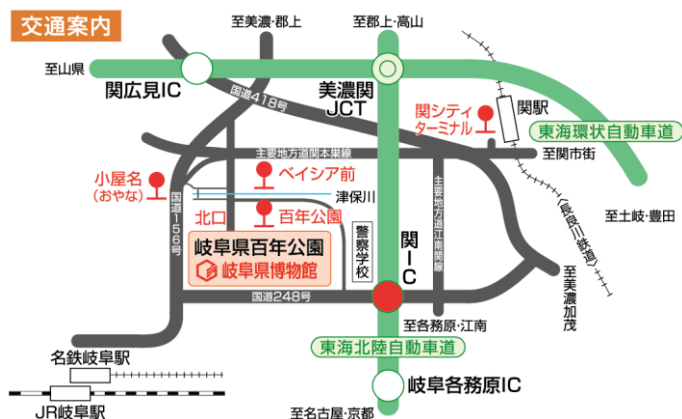 交通案内
至美濃・郡上
至郡上・高山
至山県
関広見IC
国道418号
美濃関
JCT
関シティ
ターミナル
関駅
東海環状自動車道
主要地方道関本巣線
至関市街
小屋名
(おやな)
ベイシア前
津保川
北口
百年公園
国道156号
警察学校
関IC
主要地方道江南関線
〈長良川鉄道〉
至土岐・豊田
岐阜県百年公園
岐阜県博物館
国道248号
至美濃加茂
至各務原・江南
東海北陸自動車道
名鉄岐阜駅
JR岐阜駅
岐阜各務原IC
至名古屋・京都